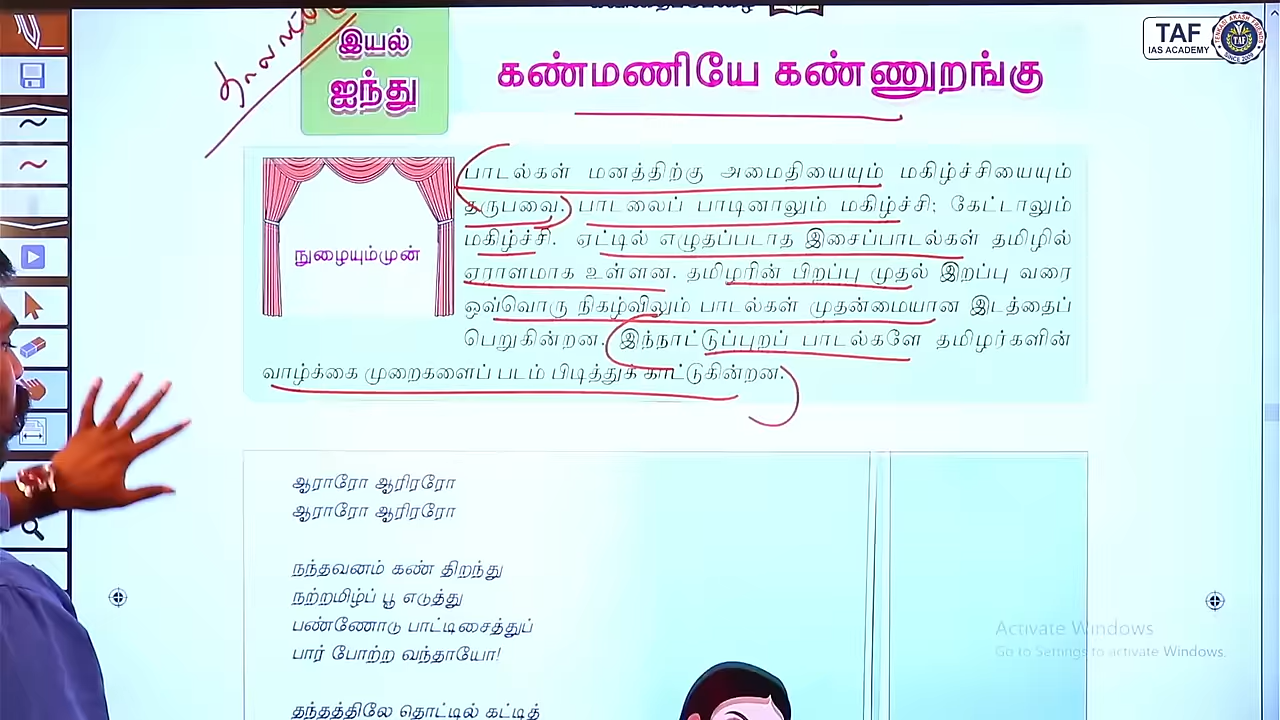 TAF
IAS ACADEMY
TAF
SINCE 2009
இயல்
ஐந்து
கண்மணியே கண்ணுறங்கு
நுழையும்முன்
பாடல்கள் மனத்திற்கு அமைதியையும் மகிழ்ச்சியையும்
தருபவை. பாடலைப் பாடினாலும் மகிழ்ச்சி; கேட்டாலும்
மகிழ்ச்சி. ஏட்டில் எழுதப்படாத இசைப்பாடல்கள் தமிழில்
ஏராளமாக உள்ளன. தமிழரின் பிறப்பு முதல் இறப்பு வரை
ஒவ்வொரு நிகழ்விலும் பாடல்கள் முதன்மையான இடத்தைப்
பெறுகின்றன. இந்நாட்டுப்புறப் பாடல்களே தமிழர்களின்
வாழ்க்கை முறைகளைப் படம் பிடித்துக் காட்டுகின்றன.
ஆராரோ ஆரிரரோ
ஆராரோ ஆரிரரோ
நந்தவனம் கண் திறந்து
நற்றமிழ்ப் பூ எடுத்து
பண்ணோடு பாட்டிசைத்துப்
பார் போற்ற வந்தாயோ!
தந்தத்திலே தொட்டில் கட்டித்
Activate Windows
Go to Settings to activate Windows.